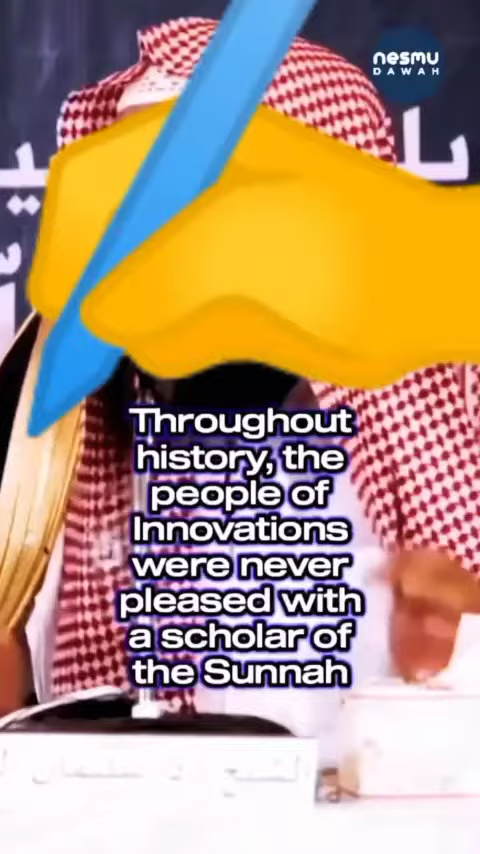 nesmu
DAWAH
Throughout
history, the
people of
Innovations
were never
pleased with
a scholar of
the Sunnah